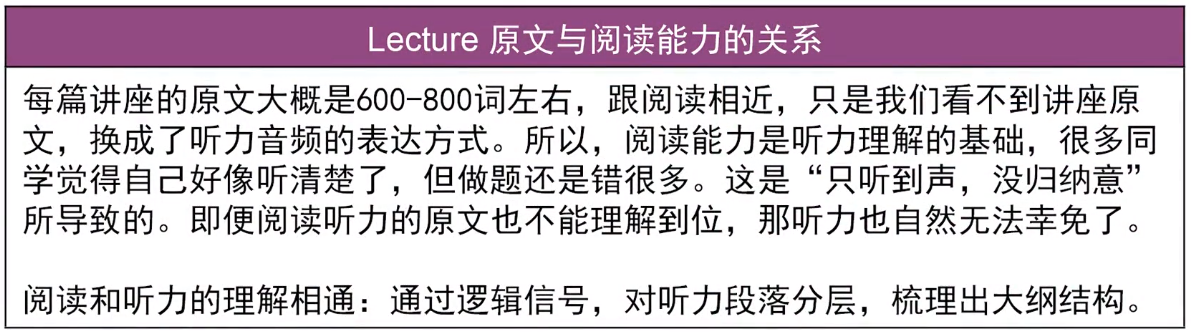 Lecture 原文与阅读能力的关系
每篇讲座的原文大概是600-800词左右，跟阅读相近，只是我们看不到讲座原
文，换成了听力音频的表达方式。所以，阅读能力是听力理解的基础，很多同
学觉得自己好像听清楚了，但做题还是错很多。这是“只听到声，没归纳意”
所导致的。即便阅读听力的原文也不能理解到位，那听力也自然无法幸免了。
阅读和听力的理解相通：通过逻辑信号，对听力段落分层，梳理出大纲结构。